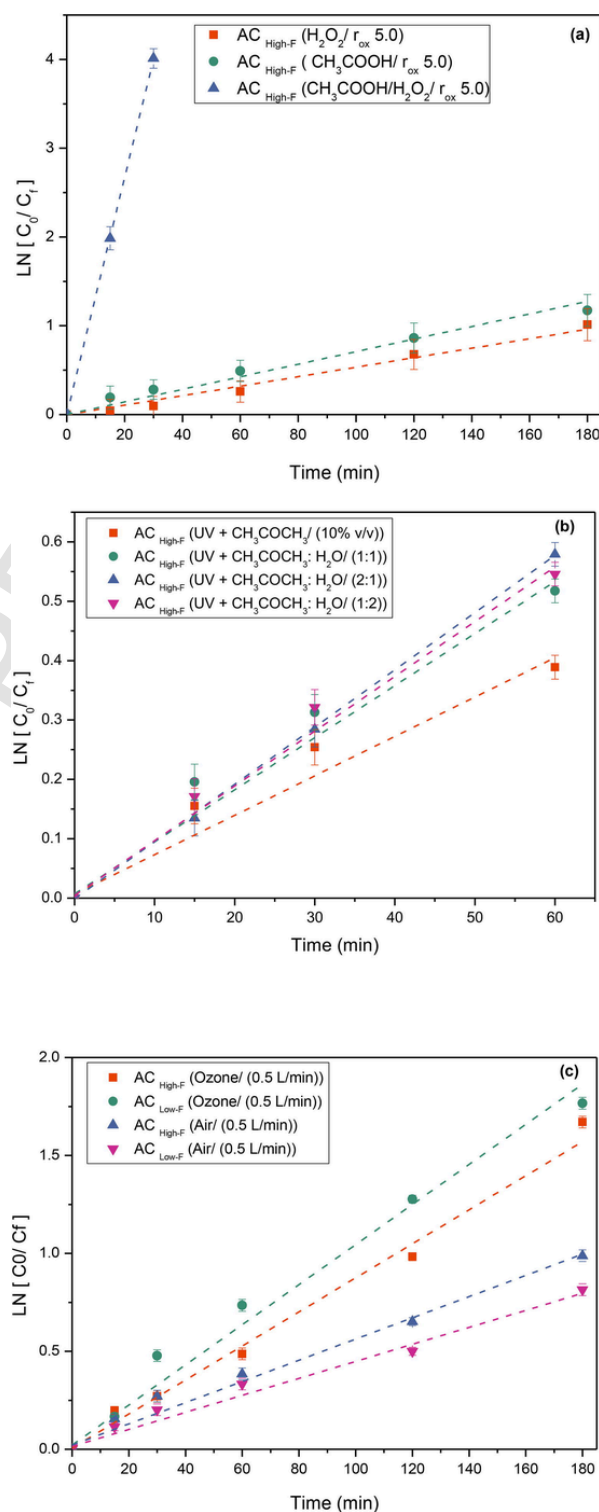 (a)
AC High-F (H₂O₂/ rox 5.0)
AC High-F ( CH₃COOH/ rox 5.0)
AC High-F (CH₃COOH/H₂O₂/ rox 5.0)
LN [ C₀/ Cf ]
4
3
2
1
0
0 20 40 60 80 100 120 140 160 180
Time (min)
(b)
AC High-F (UV + CH₃COCH₃/ (10% v/v))
AC High-F (UV + CH₃COCH₃: H₂O/ (1:1))
AC High-F (UV + CH₃COCH₃: H₂O/ (2:1))
AC High-F (UV + CH₃COCH₃: H₂O/ (1:2))
LN [ C₀/ Cf ]
0.6
0.5
0.4
0.3
0.2
0.1
0.0
0 10 20 30 40 50 60
Time (min)
(c)
AC High-F (Ozone/ (0.5 L/min))
AC Low-F (Ozone/ (0.5 L/min))
AC High-F (Air/ (0.5 L/min))
AC Low-F (Air/ (0.5 L/min))
LN [ C0/ Cf ]
2.0
1.5
1.0
0.5
0.0
0 20 40 60 80 100 120 140 160 180
Time (min)